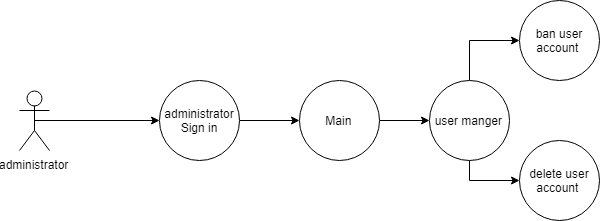 administrator
administrator
Sign in
Main
user manger
ban user
account
delete user
account